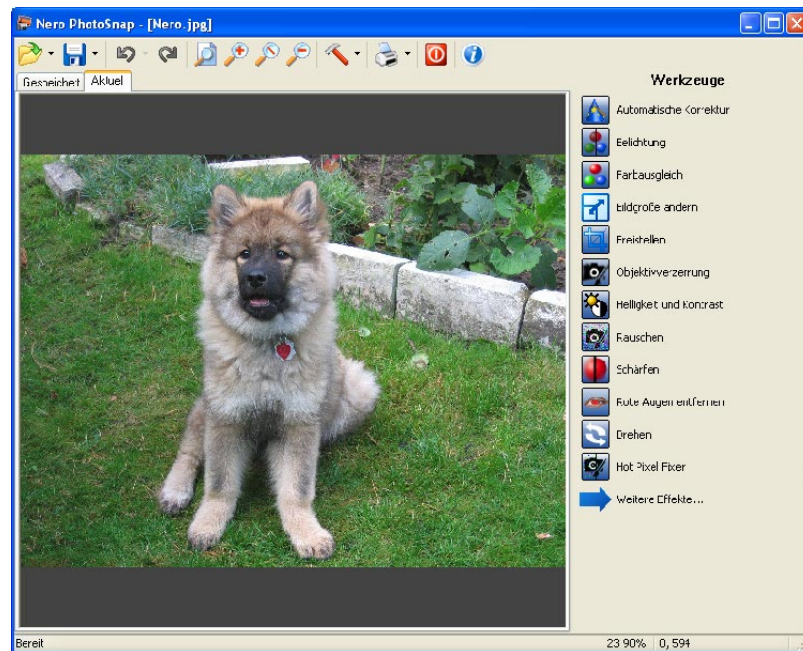 Nero PhotoSnap - [Nero.jpg]
Gespeichert Aktuell
Werkzeuge
Automatische Korrektur
Belichtung
Farbausgleich
Bildgröße ändern
Freistellen
Objektivverzerrung
Helligkeit und Kontrast
Rauschen
Schärfen
Rote Augen entfernen
Drehen
Hot Pixel Fixer
Weitere Effekte...
Bereit 23.90% 0, 594